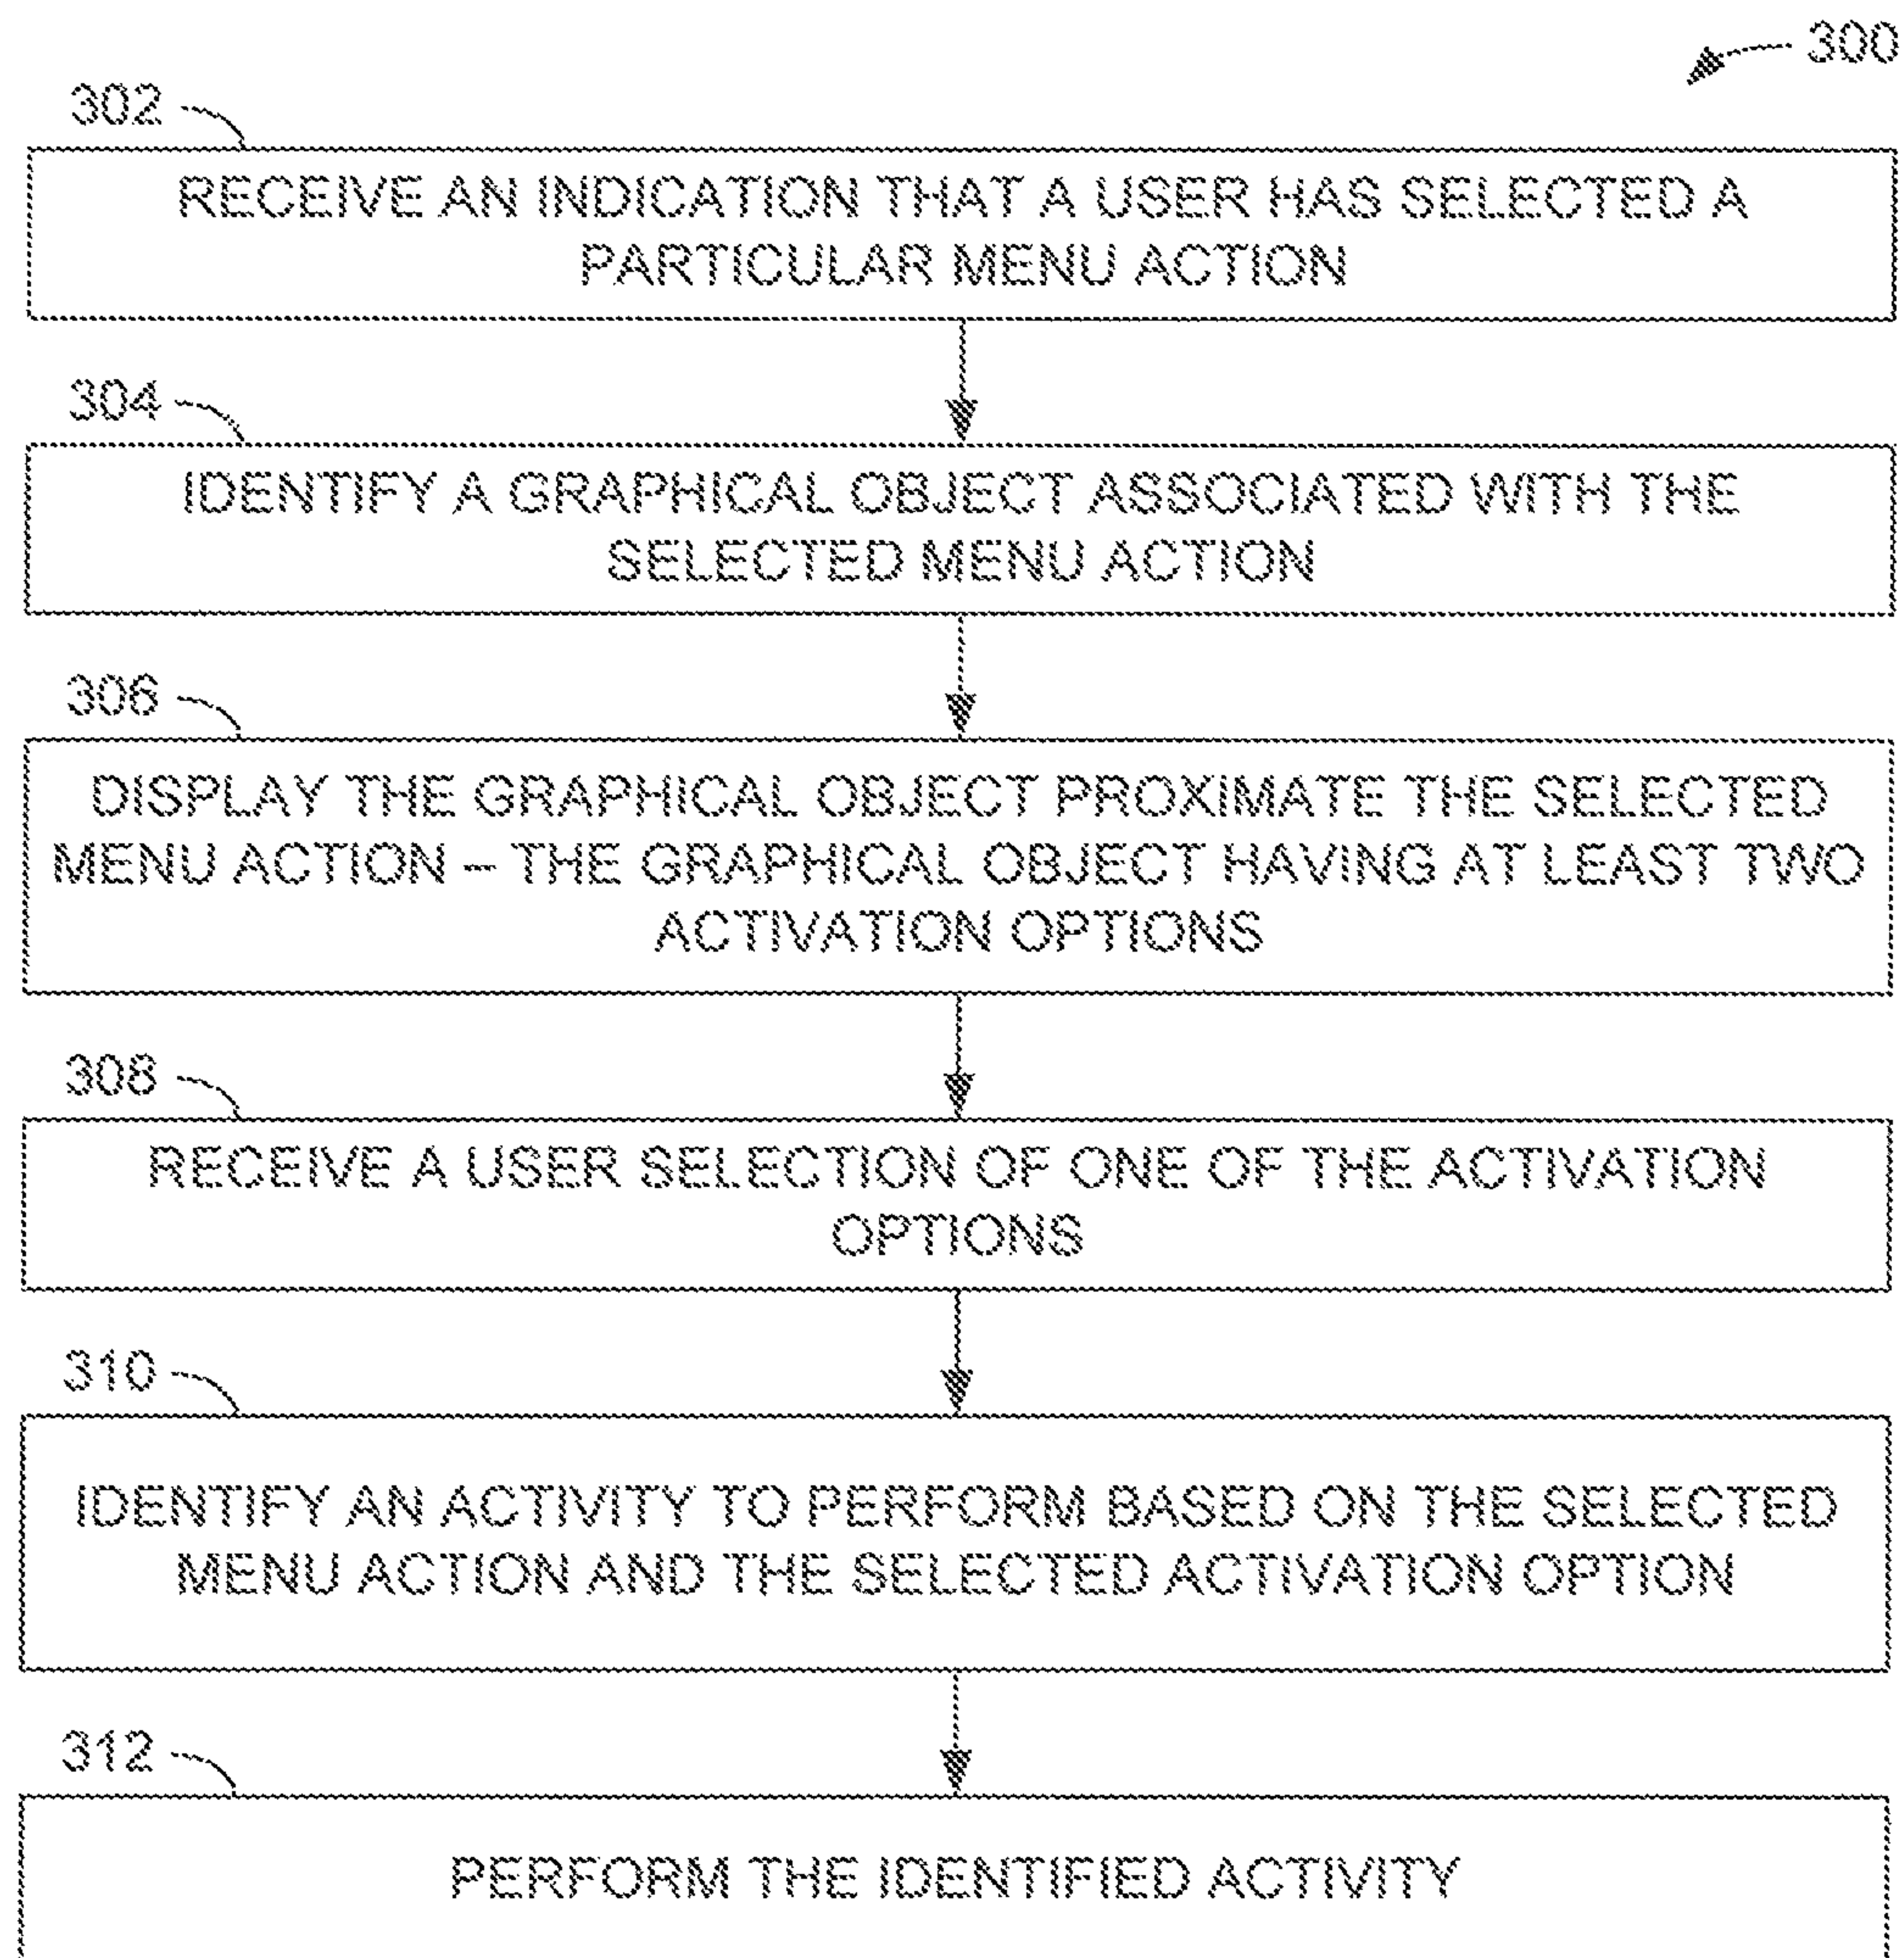 300
302
RECEIVE AN INDICATION THAT A USER HAS SELECTED A
PARTICULAR MENU ACTION
304
IDENTIFY A GRAPHICAL OBJECT ASSOCIATED WITH THE
SELECTED MENU ACTION
306
DISPLAY THE GRAPHICAL OBJECT PROXIMATE THE SELECTED
MENU ACTION – THE GRAPHICAL OBJECT HAVING AT LEAST TWO
ACTIVATION OPTIONS
308
RECEIVE A USER SELECTION OF ONE OF THE ACTIVATION
OPTIONS
310
IDENTIFY AN ACTIVITY TO PERFORM BASED ON THE SELECTED
MENU ACTION AND THE SELECTED ACTIVATION OPTION
312
PERFORM THE IDENTIFIED ACTIVITY